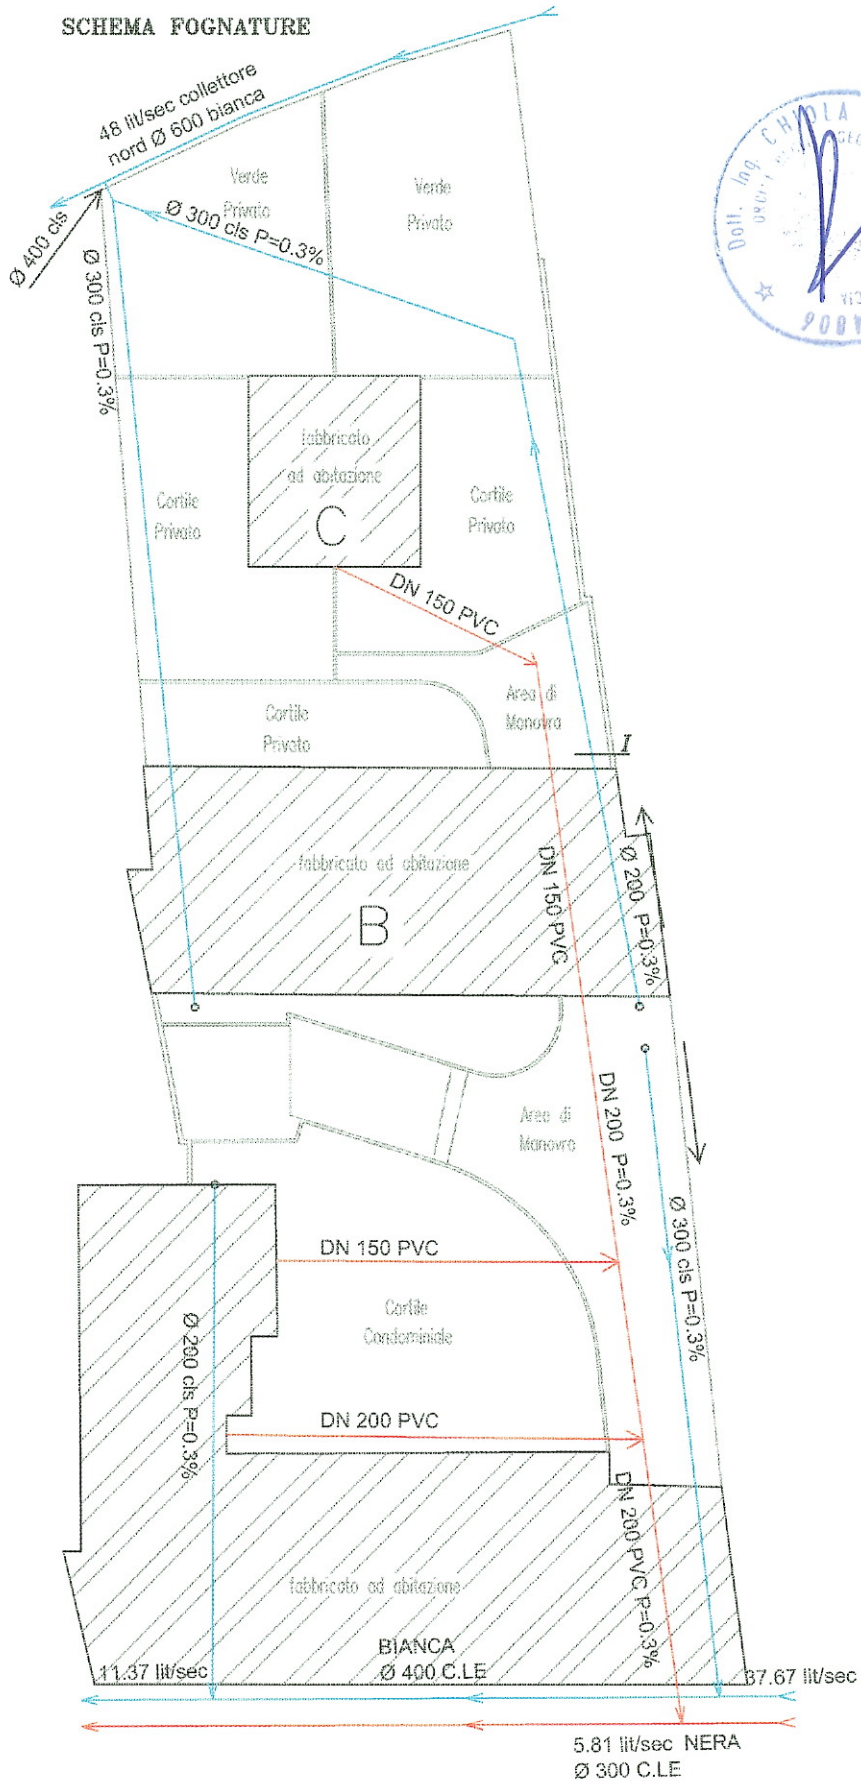 SCHEMA FOGNATURE
48 lit/sec collettore
nord Ø 600 bianca
Dott. Ing. CHIOLA
Verde
Privato
Verde
Privato
Ø 300 cls P=0.3%
Ø 400 cls
Ø 300 cls P=0.3%
fabbricato
ad abitazione
C
Cortile
Privato
Cortile
Privato
DN 150 PVC
Area di
Manovra
Cortile
Privato
I
fabbricato ad abitazione
B
DN 150 PVC
Ø 200 P=0.3%
Area di
Manovra
DN 200 P=0.3%
Ø 300 cls P=0.3%
DN 150 PVC
Cortile
Condominiale
Ø 200 cls P=0.3%
DN 200 PVC
DN 200 PVC P=0.3%
fabbricato ad abitazione
BIANCA
Ø 400 C.LE
11.37 lit/sec
37.67 lit/sec
5.81 lit/sec NERA
Ø 300 C.LE